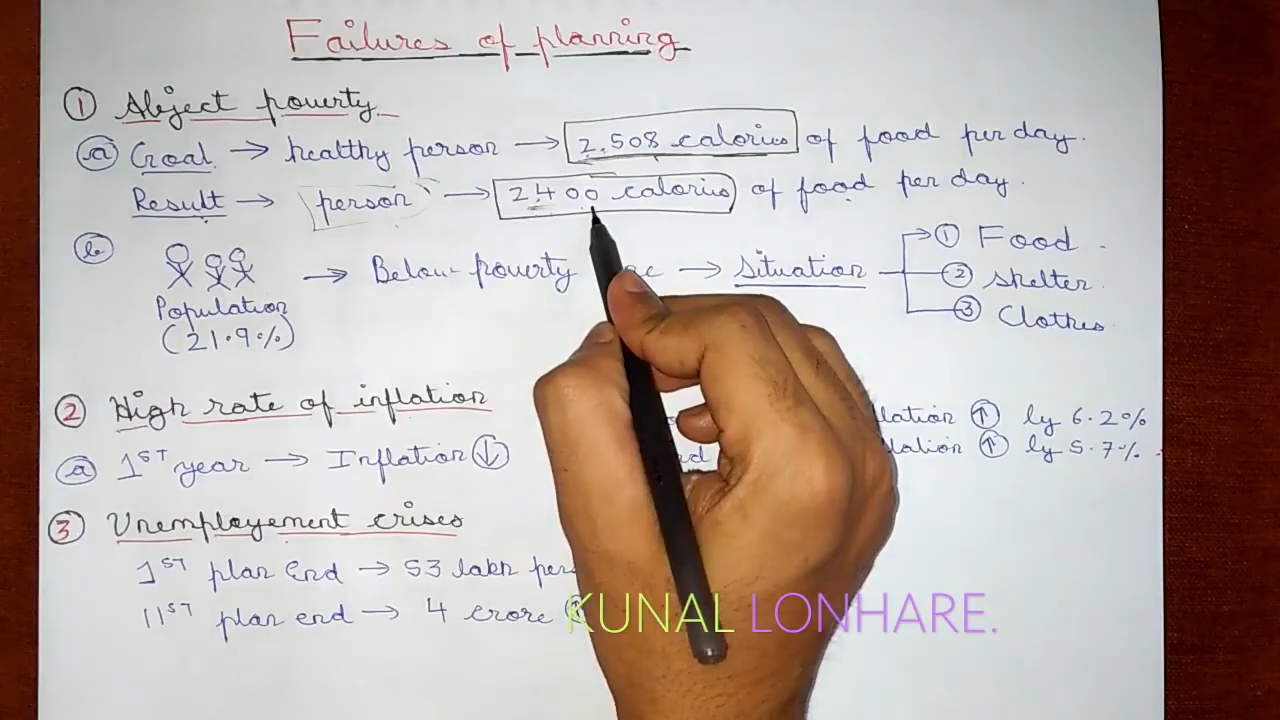 Failures of planning
① Abject poverty
ⓐ Goal → healthy person → 2.508 calories of food per day.
Result → person → 2.400 calories of food per day.
ⓑ → Below poverty → Situation ① Food
② Shelter
③ Clothes
Population
(21.9%)
② High rate of inflation
↑ by 6.2%
ⓐ 1ST year → Inflation ↓ ↑ by 5.7%
③ Unemployement crises
1ST plan End → 53 lakh
11ST plan end → 4 crore
KUNAL LONHARE.